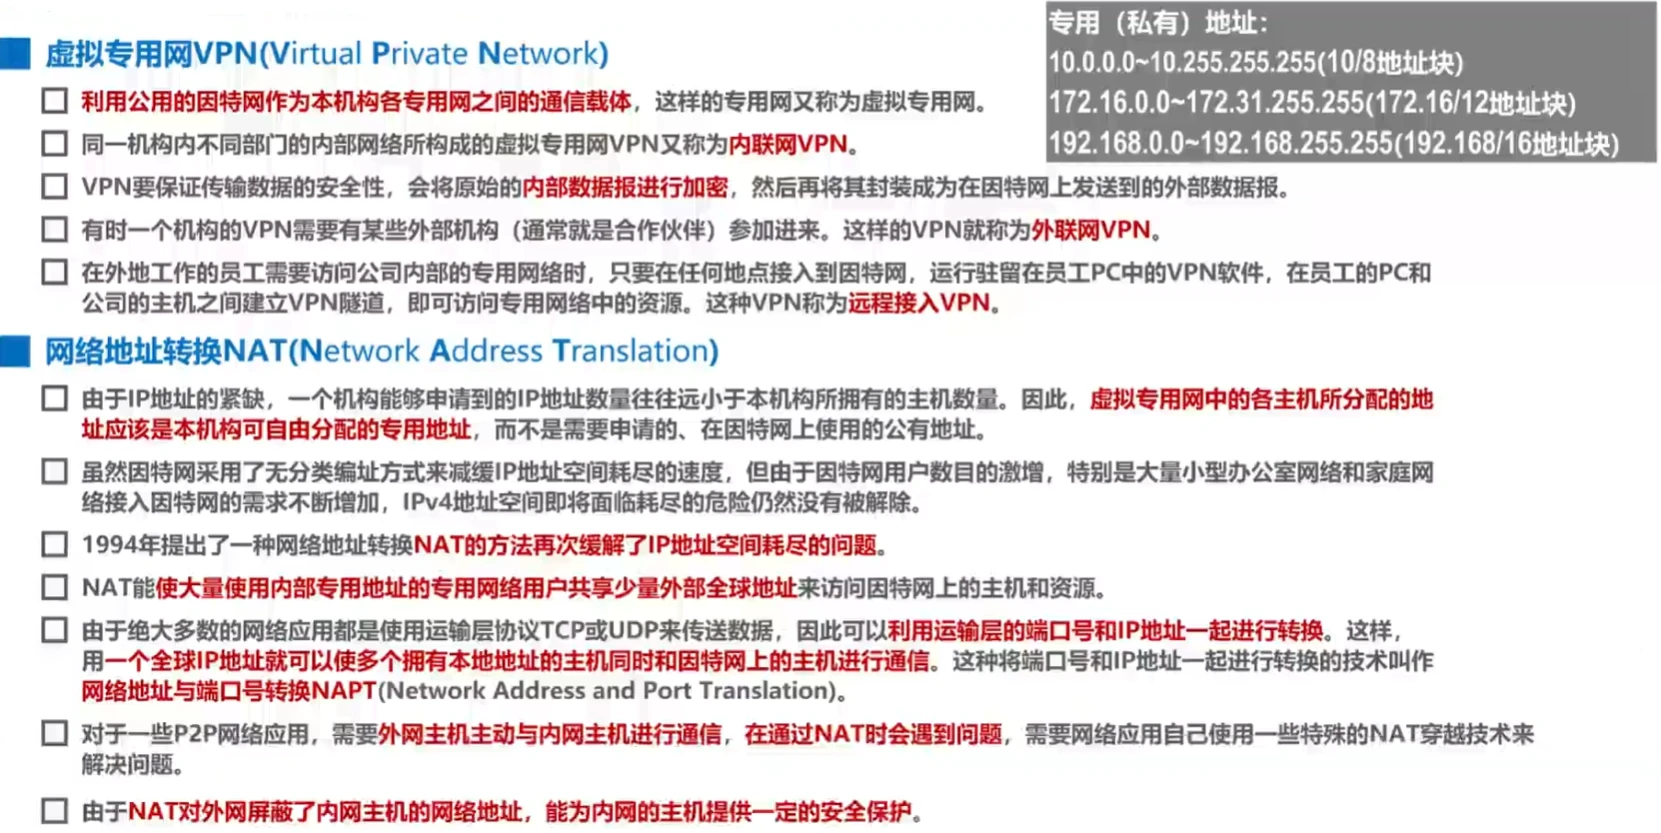 专用（私有）地址：
10.0.0.0~10.255.255.255(10/8地址块)
172.16.0.0~172.31.255.255(172.16/12地址块)
192.168.0.0~192.168.255.255(192.168/16地址块)
虚拟专用网VPN(Virtual Private Network)
利用公用的因特网作为本机构各专用网之间的通信载体，这样的专用网又称为虚拟专用网。
同一机构内不同部门的内部网络所构成的虚拟专用网VPN又称为内联网VPN。
VPN要保证传输数据的安全性，会将原始的内部数据报进行加密，然后再将其封装成为在因特网上发送到的外部数据报。
有时一个机构的VPN需要有某些外部机构（通常就是合作伙伴）参加进来。这样的VPN就称为外联网VPN。
在外地工作的员工需要访问公司内部的专用网络时，只要在任何地点接入到因特网，运行驻留在员工PC中的VPN软件，在员工的PC和
公司的主机之间建立VPN隧道，即可访问专用网络中的资源。这种VPN称为远程接入VPN。
网络地址转换NAT(Network Address Translation)
由于IP地址的紧缺，一个机构能够申请到的IP地址数量往往远小于本机构所拥有的主机数量。因此，虚拟专用网中的各主机所分配的地
址应该是本机构可自由分配的专用地址，而不是需要申请的、在因特网上使用的公有地址。
虽然因特网采用了无分类编址方式来减缓IP地址空间耗尽的速度，但由于因特网用户数目的激增，特别是大量小型办公室网络和家庭网
络接入因特网的需求不断增加，IPv4地址空间即将面临耗尽的危险仍然没有被解除。
1994年提出了一种网络地址转换NAT的方法再次缓解了IP地址空间耗尽的问题。
NAT能使大量使用内部专用地址的专用网络用户共享少量外部全球地址来访问因特网上的主机和资源。
由于绝大多数的网络应用都是使用运输层协议TCP或UDP来传送数据，因此可以利用运输层的端口号和IP地址一起进行转换。这样，
用一个全球IP地址就可以使多个拥有本地地址的主机同时和因特网上的主机进行通信。这种将端口号和IP地址一起进行转换的技术叫作
网络地址与端口号转换NAPT(Network Address and Port Translation)。
对于一些P2P网络应用，需要外网主机主动与内网主机进行通信，在通过NAT时会遇到问题，需要网络应用自己使用一些特殊的NAT穿越技术来
解决问题。
由于NAT对外网屏蔽了内网主机的网络地址，能为内网的主机提供一定的安全保护。